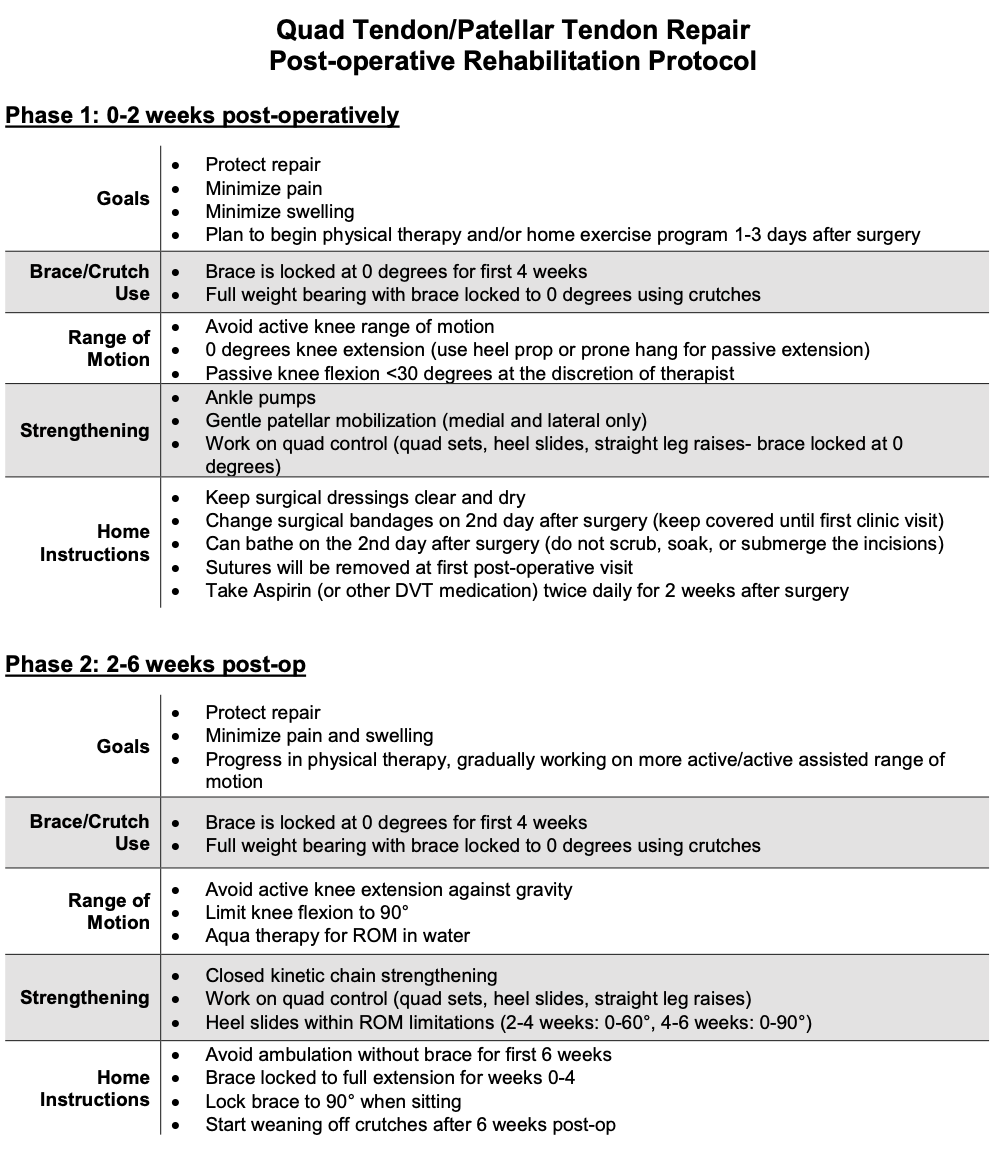 Quad Tendon/Patellar Tendon Repair
Post-operative Rehabilitation Protocol
Phase 1: 0-2 weeks post-operatively
Goals
• Protect repair
• Minimize pain
• Minimize swelling
• Plan to begin physical therapy and/or home exercise program 1-3 days after surgery
Brace/Crutch
Use
• Brace is locked at 0 degrees for first 4 weeks
• Full weight bearing with brace locked to 0 degrees using crutches
Range of
Motion
• Avoid active knee range of motion
• 0 degrees knee extension (use heel prop or prone hang for passive extension)
• Passive knee flexion <30 degrees at the discretion of therapist
Strengthening
• Ankle pumps
• Gentle patellar mobilization (medial and lateral only)
• Work on quad control (quad sets, heel slides, straight leg raises- brace locked at 0
degrees)
Home
Instructions
• Keep surgical dressings clear and dry
• Change surgical bandages on 2nd day after surgery (keep covered until first clinic visit)
• Can bathe on the 2nd day after surgery (do not scrub, soak, or submerge the incisions)
• Sutures will be removed at first post-operative visit
• Take Aspirin (or other DVT medication) twice daily for 2 weeks after surgery
Phase 2: 2-6 weeks post-op
Goals
• Protect repair
• Minimize pain and swelling
• Progress in physical therapy, gradually working on more active/active assisted range of
motion
Brace/Crutch
Use
• Brace is locked at 0 degrees for first 4 weeks
• Full weight bearing with brace locked to 0 degrees using crutches
Range of
Motion
• Avoid active knee extension against gravity
• Limit knee flexion to 90°
• Aqua therapy for ROM in water
Strengthening
• Closed kinetic chain strengthening
• Work on quad control (quad sets, heel slides, straight leg raises)
• Heel slides within ROM limitations (2-4 weeks: 0-60°, 4-6 weeks: 0-90°)
Home
Instructions
• Avoid ambulation without brace for first 6 weeks
• Brace locked to full extension for weeks 0-4
• Lock brace to 90° when sitting
• Start weaning off crutches after 6 weeks post-op